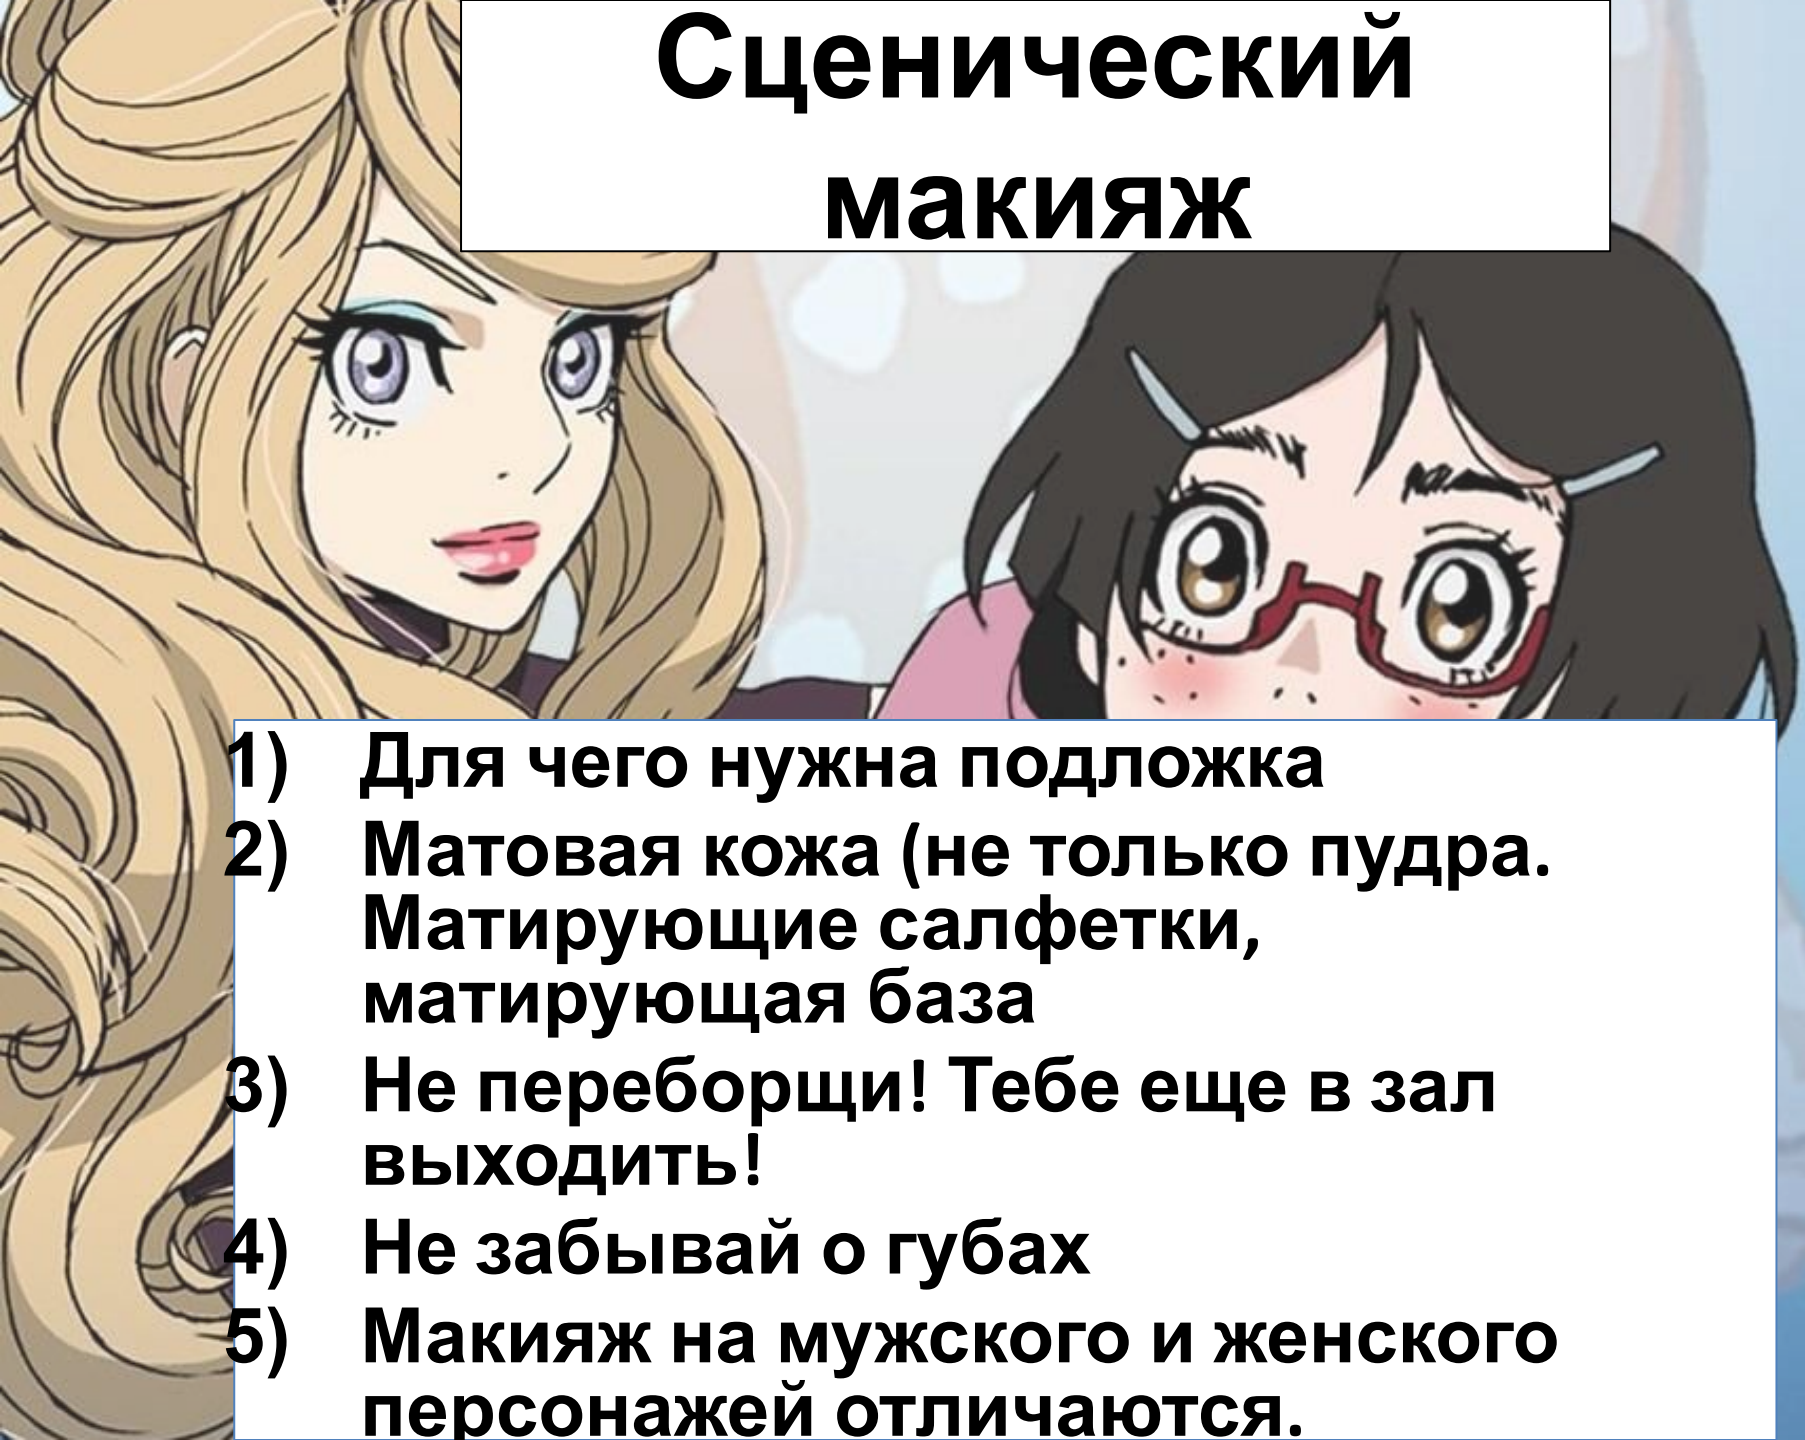 Сценический
макияж
1) Для чего нужна подложка
2) Матовая кожа (не только пудра.
Матирующие салфетки,
матирующая база
3) Не переборщи! Тебе еще в зал
выходить!
4) Не забывай о губах
5) Макияж на мужского и женского
персонажей отличаются.